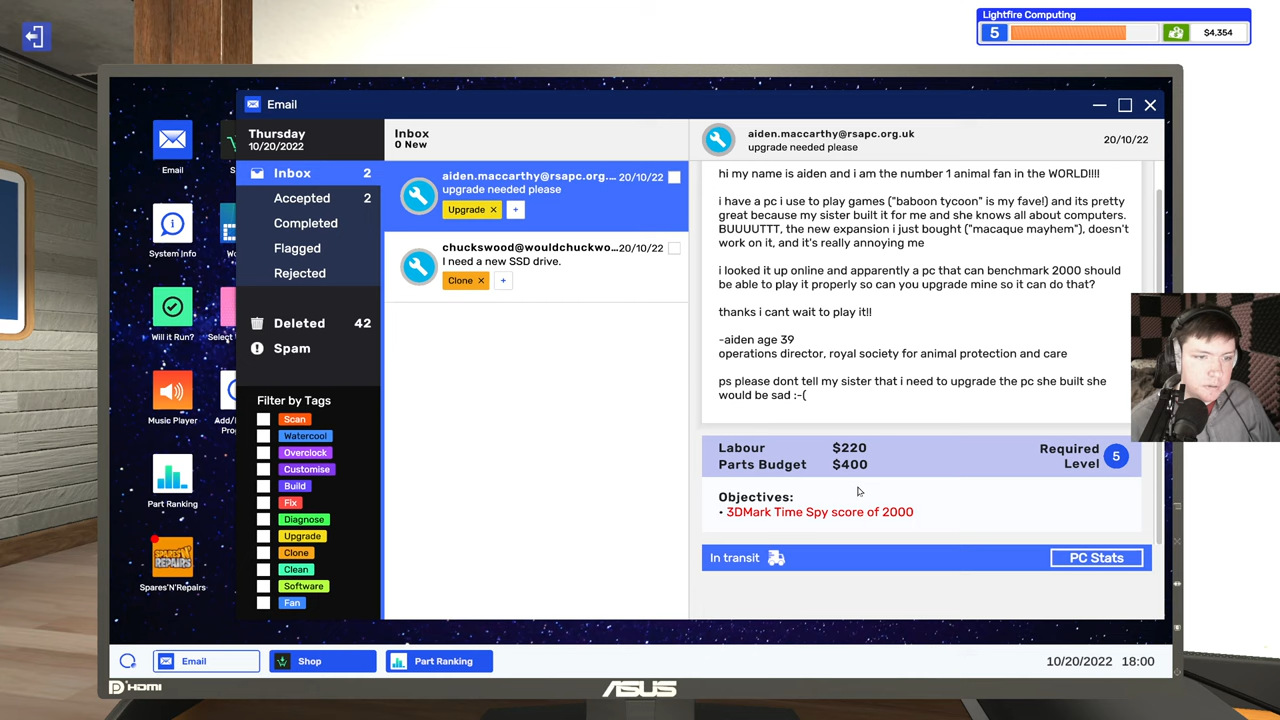 Lightfire Computing
5
$4,354
Email
Thursday
10/20/2022
Inbox 2
Accepted 2
Completed
Flagged
Rejected
Deleted 42
Spam
Filter by Tags
Scan
Watercool
Overclock
Customise
Build
Fix
Diagnose
Upgrade
Clone
Clean
Software
Fan
Inbox
0 New
aiden.maccarthy@rsapc.org.... 20/10/22
upgrade needed please
Upgrade × +
chuckswood@wouldchuckwo... 20/10/22
I need a new SSD drive.
Clone × +
aiden.maccarthy@rsapc.org.uk
upgrade needed please
20/10/22
hi my name is aiden and i am the number 1 animal fan in the WORLD!!!!
i have a pc i use to play games ("baboon tycoon" is my fave!) and its pretty
great because my sister built it for me and she knows all about computers.
BUUUUTTT, the new expansion i just bought ("macaque mayhem"), doesn't
work on it, and it's really annoying me
i looked it up online and apparently a pc that can benchmark 2000 should
be able to play it properly so can you upgrade mine so it can do that?
thanks i cant wait to play it!!
-aiden age 39
operations director, royal society for animal protection and care
ps please dont tell my sister that i need to upgrade the pc she built she
would be sad :-(
Labour $220
Parts Budget $400
Required
Level 5
Objectives:
• 3DMark Time Spy score of 2000
In transit
PC Stats
Email
System Info
Will it Run?
Select
Music Player
Add/
Part Ranking
Spares'N'Repairs
SPARES 'N' REPAIRS
Email
Shop
Part Ranking
10/20/2022 18:00
HDMI
ASUS